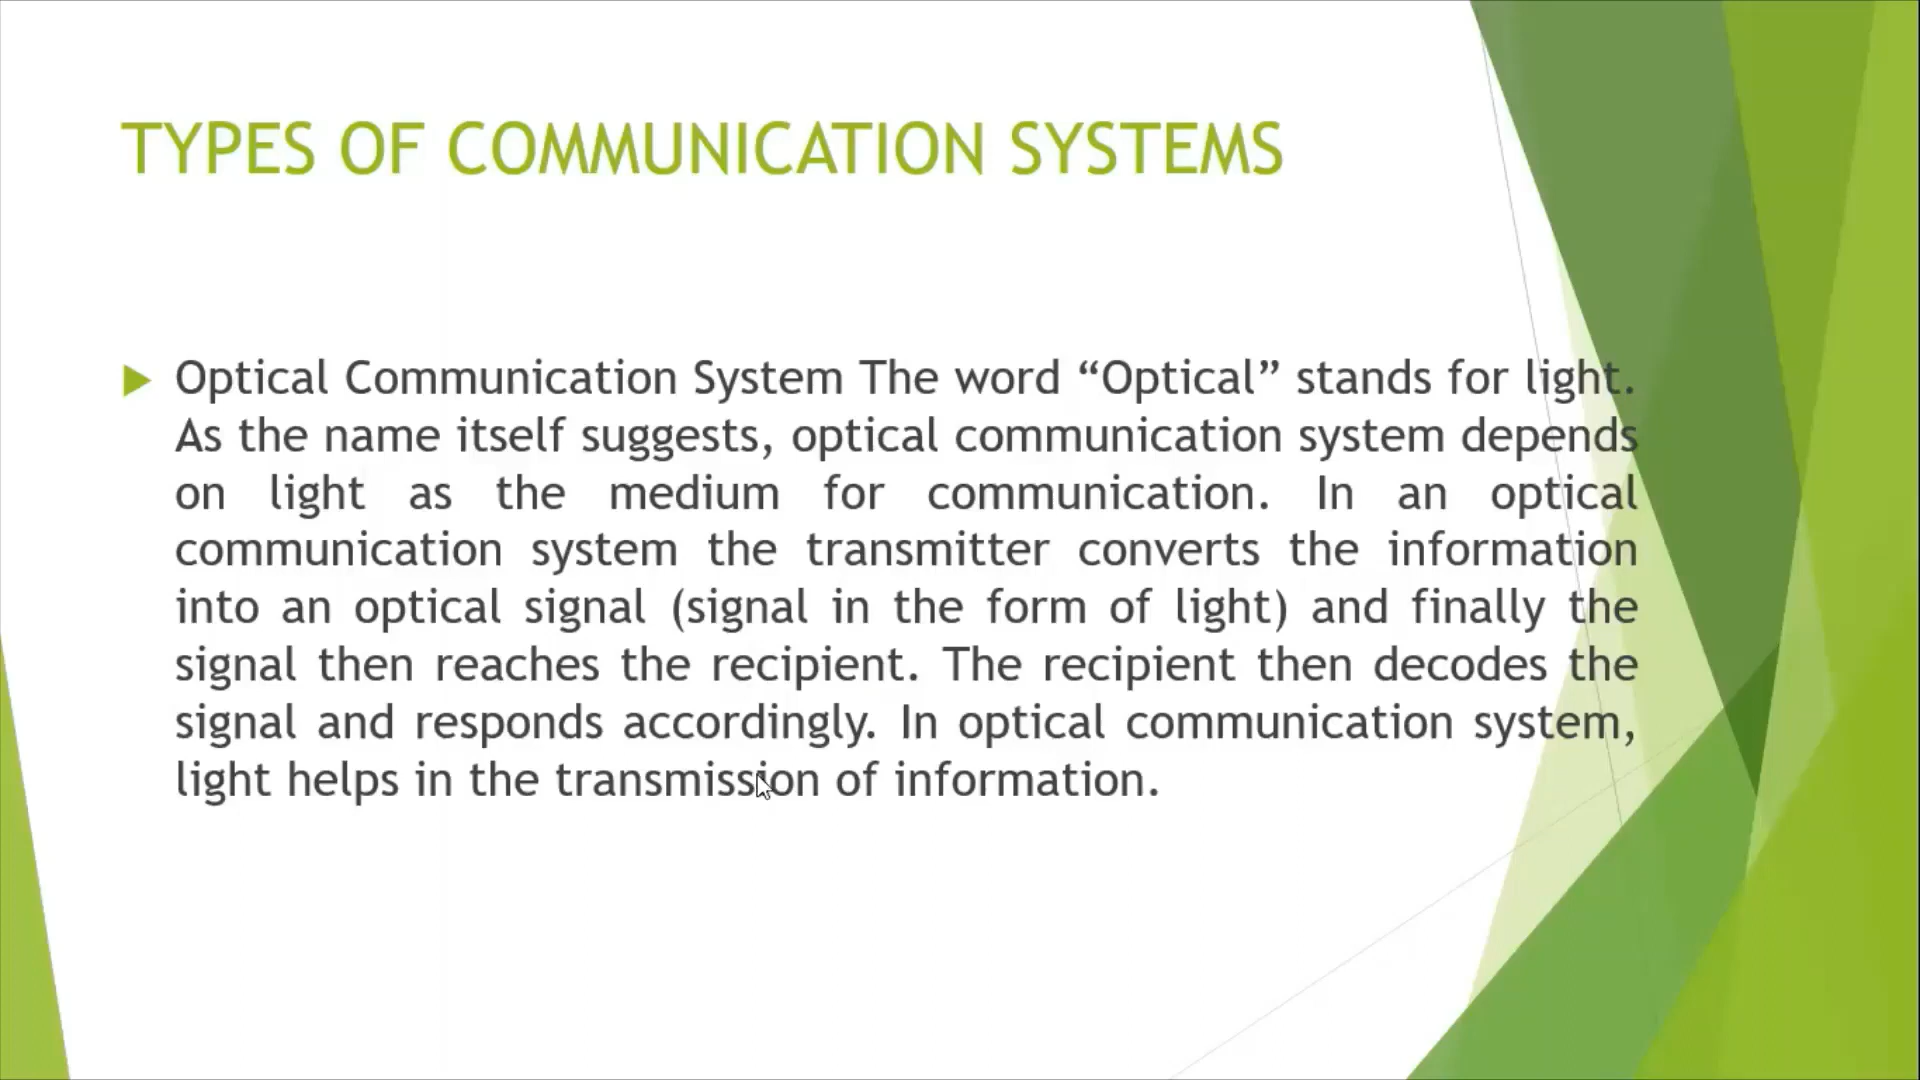 TYPES OF COMMUNICATION SYSTEMS
Optical Communication System The word “Optical” stands for light.
As the name itself suggests, optical communication system depends
on light as the medium for communication. In an optical
communication system the transmitter converts the information
into an optical signal (signal in the form of light) and finally the
signal then reaches the recipient. The recipient then decodes the
signal and responds accordingly. In optical communication system,
light helps in the transmission of information.